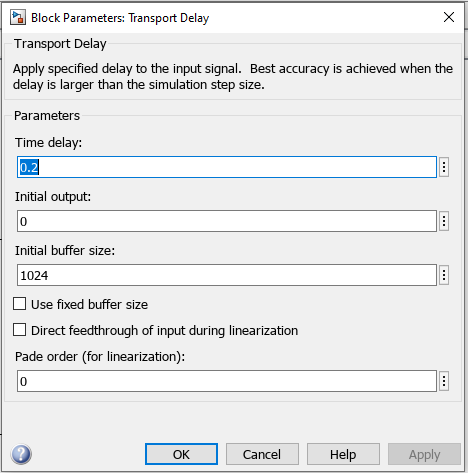 Block Parameters: Transport Delay
Transport Delay
Apply specified delay to the input signal.  Best accuracy is achieved when the
delay is larger than the simulation step size.
Parameters
Time delay:
0.2
Initial output:
0
Initial buffer size:
1024
Use fixed buffer size
Direct feedthrough of input during linearization
Pade order (for linearization):
0
OK Cancel Help Apply